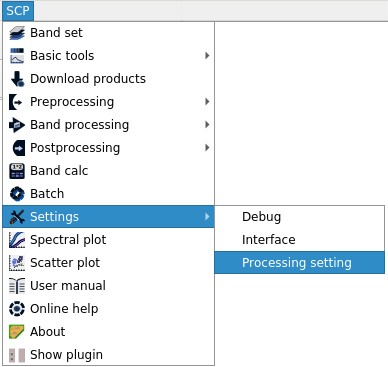 SCP
Band set
Basic tools
Download products
Preprocessing
Band processing
Postprocessing
Band calc
Batch
Settings
Debug
Spectral plot
Interface
Scatter plot
Processing setting
User manual
Online help
About
Show plugin